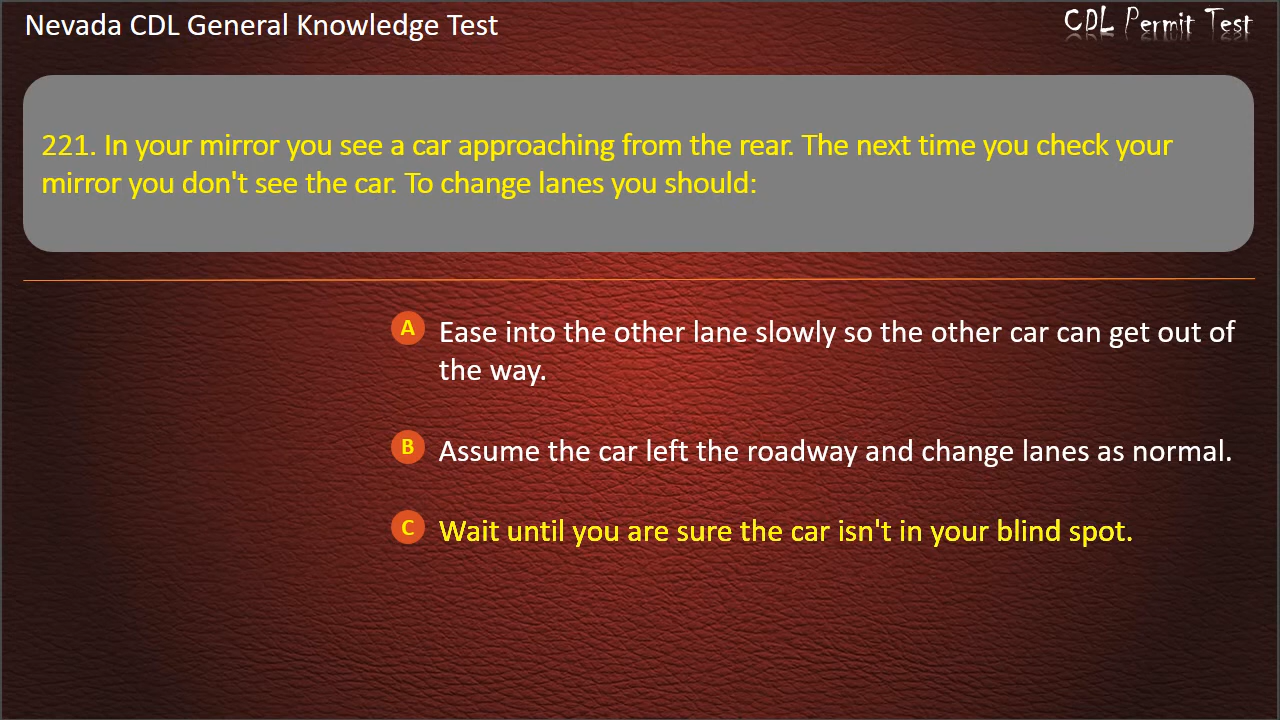 Nevada CDL General Knowledge Test
CDL Permit Test
221. In your mirror you see a car approaching from the rear. The next time you check your
mirror you don't see the car. To change lanes you should:
A Ease into the other lane slowly so the other car can get out of
the way.
B Assume the car left the roadway and change lanes as normal.
C Wait until you are sure the car isn't in your blind spot.